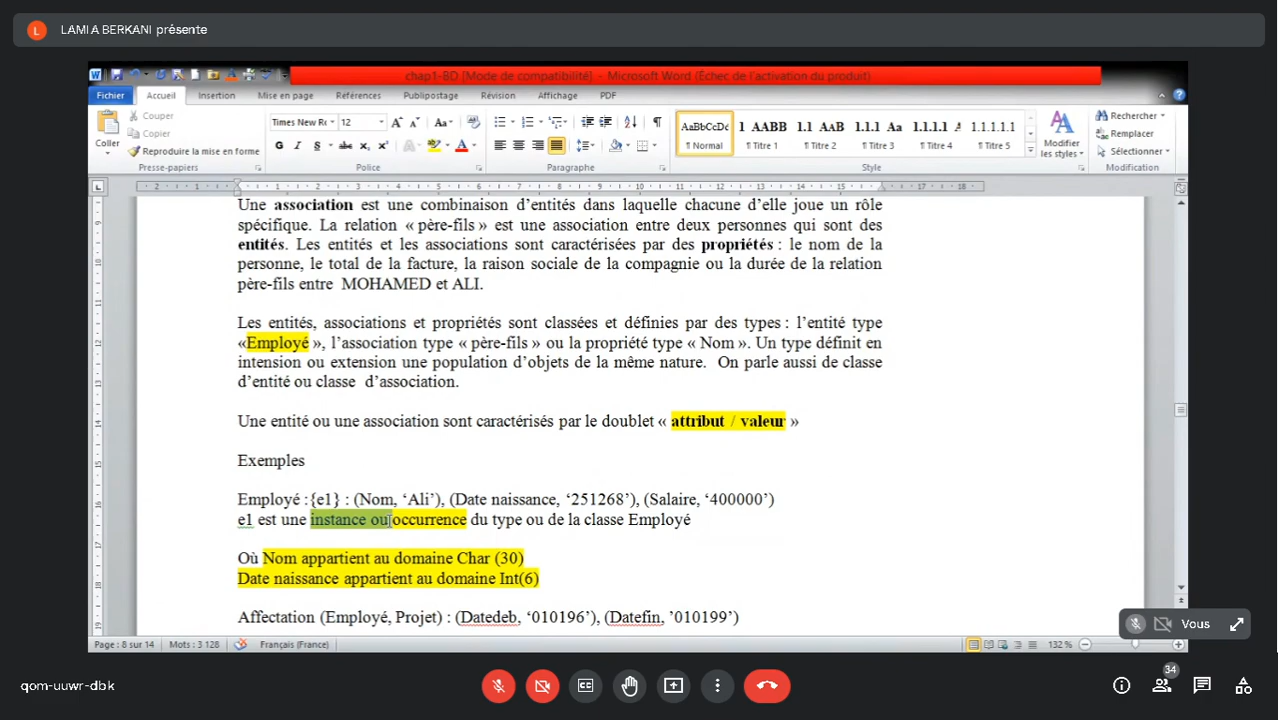 LAMIA BERKANI présente
chap1-BD [Mode de compatibilité] - Microsoft Word (Échec de l'activation du produit)
Fichier Accueil Insertion Mise en page Références Publipostage Révision Affichage PDF
Coller
Couper
Copier
Reproduire la mise en forme
Presse-papiers
Times New Ro 12
Police
Paragraphe
AaBbCcDc 1 AABB 1.1 AaB 1.1.1 Aa 1.1.1.1 A 1.1.1.1.1
¶ Normal ¶ Titre 1 ¶ Titre 2 ¶ Titre 3 ¶ Titre 4 ¶ Titre 5
Style
Modifier
les styles
Rechercher
Remplacer
Sélectionner
Modification
Une association est une combinaison d'entités dans laquelle chacune d'elle joue un rôle
spécifique. La relation « père-fils » est une association entre deux personnes qui sont des
entités. Les entités et les associations sont caractérisées par des propriétés : le nom de la
personne, le total de la facture, la raison sociale de la compagnie ou la durée de la relation
père-fils entre MOHAMED et ALI.
Les entités, associations et propriétés sont classées et définies par des types : l'entité type
«Employé », l'association type « père-fils » ou la propriété type « Nom ». Un type définit en
intension ou extension une population d'objets de la même nature. On parle aussi de classe
d'entité ou classe d'association.
Une entité ou une association sont caractérisés par le doublet « attribut / valeur »
Exemples
Employé :{e1} : (Nom, 'Ali'), (Date naissance, '251268'), (Salaire, '400000')
e1 est une instance ou occurrence du type ou de la classe Employé
Où Nom appartient au domaine Char (30)
Date naissance appartient au domaine Int(6)
Affectation (Employé, Projet) : (Datedeb, '010196'), (Datefin, '010199')
Page : 8 sur 14 Mots : 3 128 Français (France) 132 %
Vous
qom-uuwr-dbk
34